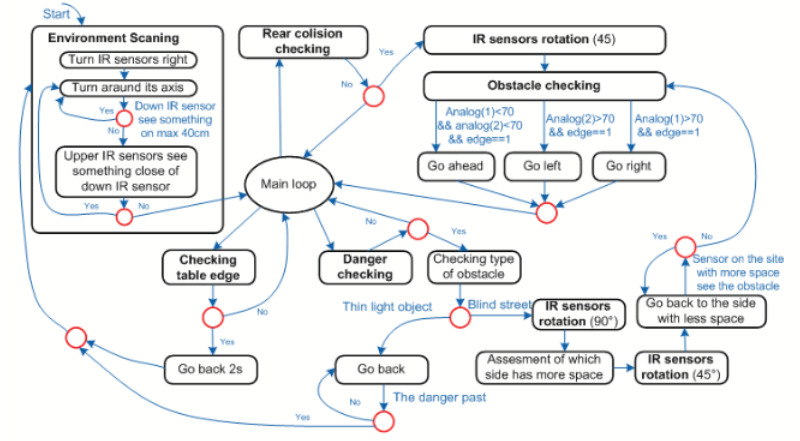 Start
Environment Scaning
Turn IR sensors right
Turn araund its axis
Yes
Down IR sensor
see something
on max 40cm
No
Upper IR sensors see
something close of
down IR sensor
Yes
No
Rear colision
checking
Yes
No
IR sensors rotation (45)
Obstacle checking
Analog(1)<70
&& analog(2)<70
&& edge==1
Analog(2)>70
&& edge==1
Analog(1)>70
&& edge==1
Go ahead
Go left
Go right
Main loop
No
Yes
Checking
table edge
No
Yes
Go back 2s
Danger
checking
Checking type
of obstacle
Thin light object
Blind street
IR sensors
rotation (90°)
Assesment of which
side has more space
IR sensors
rotation (45°)
Go back to the side
with less space
Yes
No
Sensor on the site
with more space
see the obstacle
Go back
No
The danger past
Yes